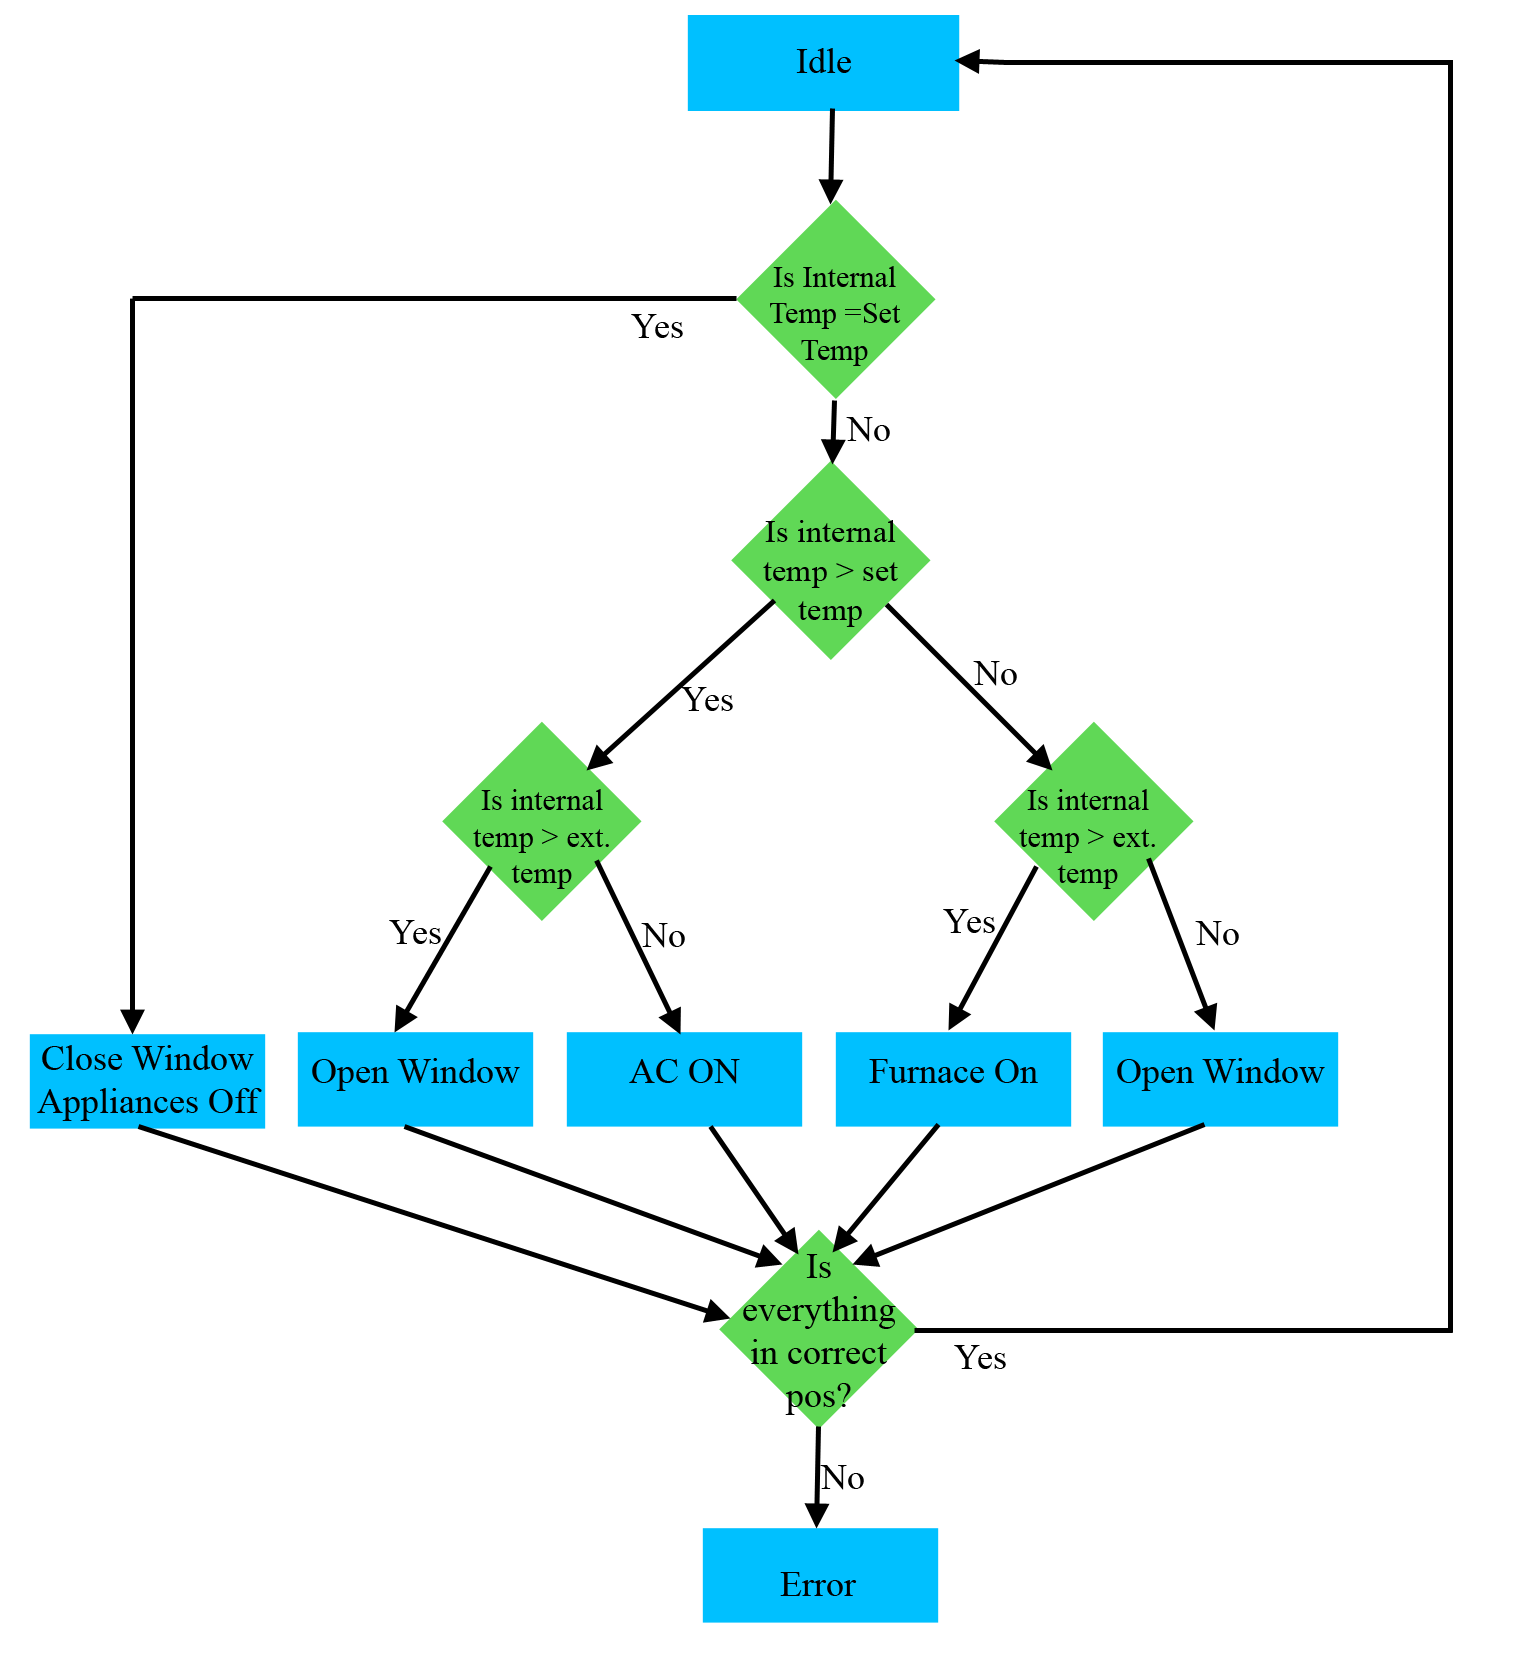 Idle
Is Internal
Temp =Set
Temp
Yes
No
Is internal
temp > set
temp
Yes
No
Is internal
temp > ext.
temp
Is internal
temp > ext.
temp
Yes
No
Yes
No
Close Window
Appliances Off
Open Window
AC ON
Furnace On
Open Window
Is
everything
in correct
pos?
Yes
No
Error